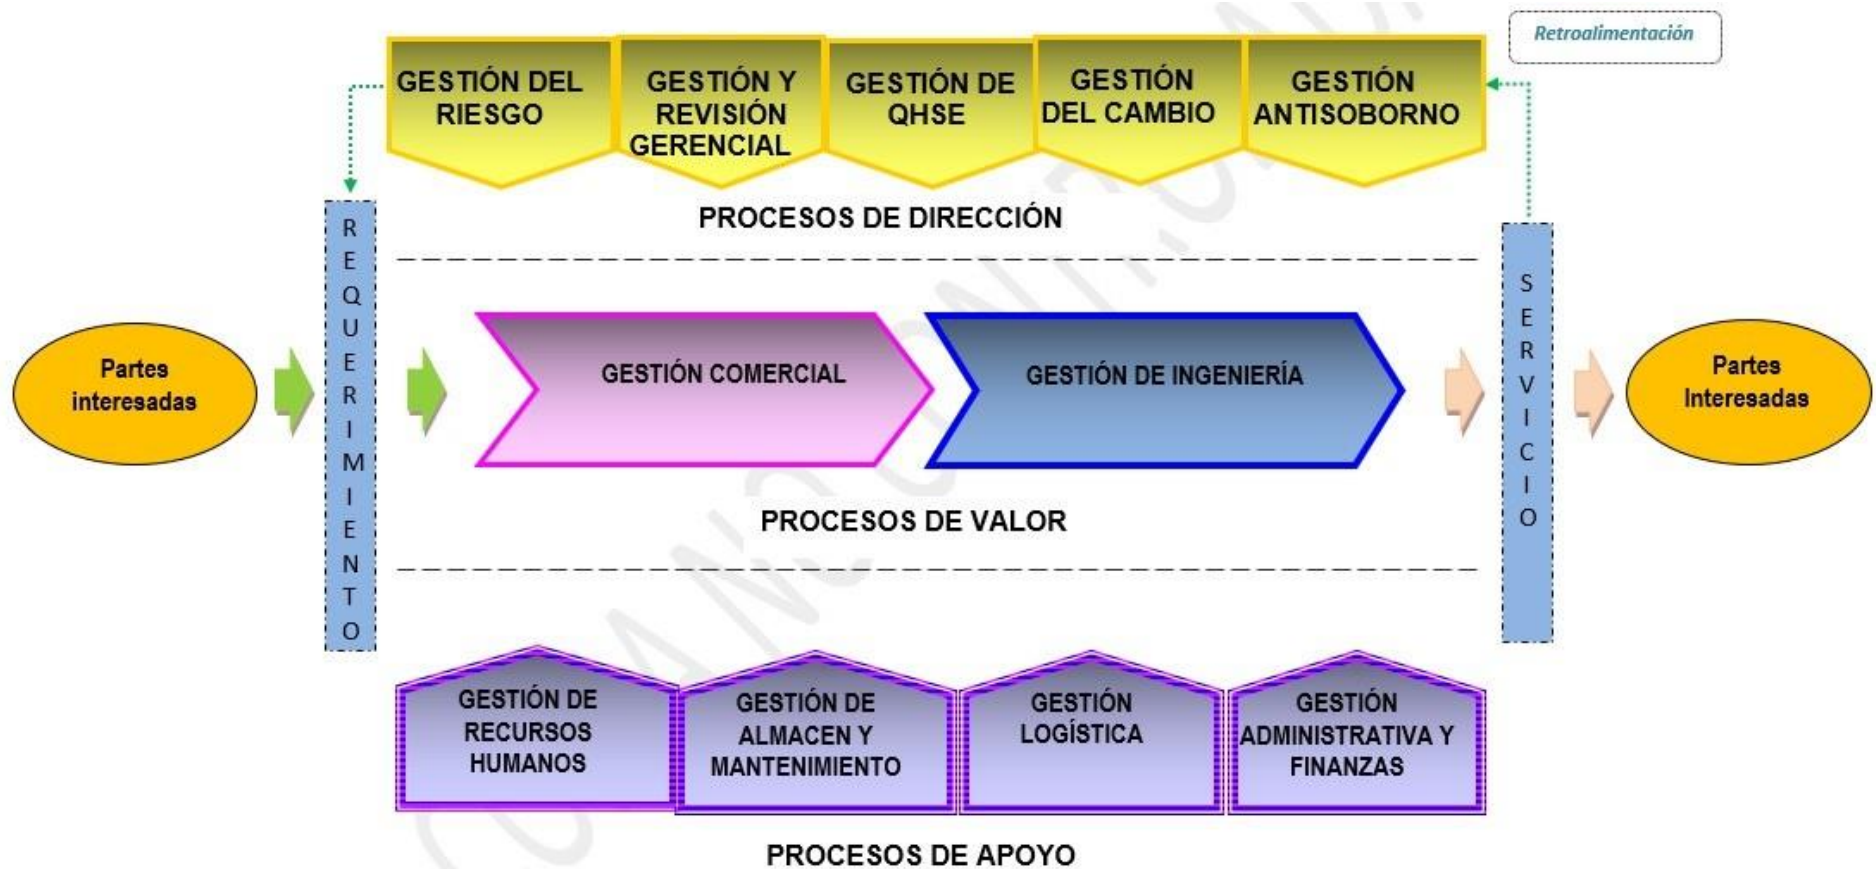 Retroalimentación
GESTIÓN DEL
RIESGO
GESTIÓN Y
REVISIÓN
GERENCIAL
GESTIÓN DE
QHSE
GESTIÓN
DEL CAMBIO
GESTIÓN
ANTISOBORNO
PROCESOS DE DIRECCIÓN
Partes
interesadas
REQUERIMIENTO
GESTIÓN COMERCIAL
GESTIÓN DE INGENIERÍA
SERVICIO
Partes
Interesadas
PROCESOS DE VALOR
GESTIÓN DE
RECURSOS
HUMANOS
GESTIÓN DE
ALMACEN Y
MANTENIMIENTO
GESTIÓN
LOGÍSTICA
GESTIÓN
ADMINISTRATIVA Y
FINANZAS
PROCESOS DE APOYO